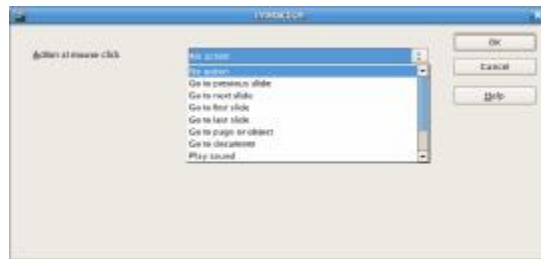 Interaction
OK
Action at mouse click
No action
Cancel
No action
Go to previous slide
Go to next slide
Help
Go to first slide
Go to last slide
Go to page or object
Go to document
Play sound